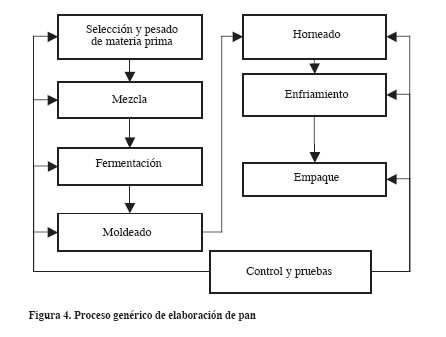 Selección y pesado
de materia prima
Mezcla
Fermentación
Moldeado
Horneado
Enfriamiento
Empaque
Control y pruebas
Figura 4. Proceso genérico de elaboración de pan